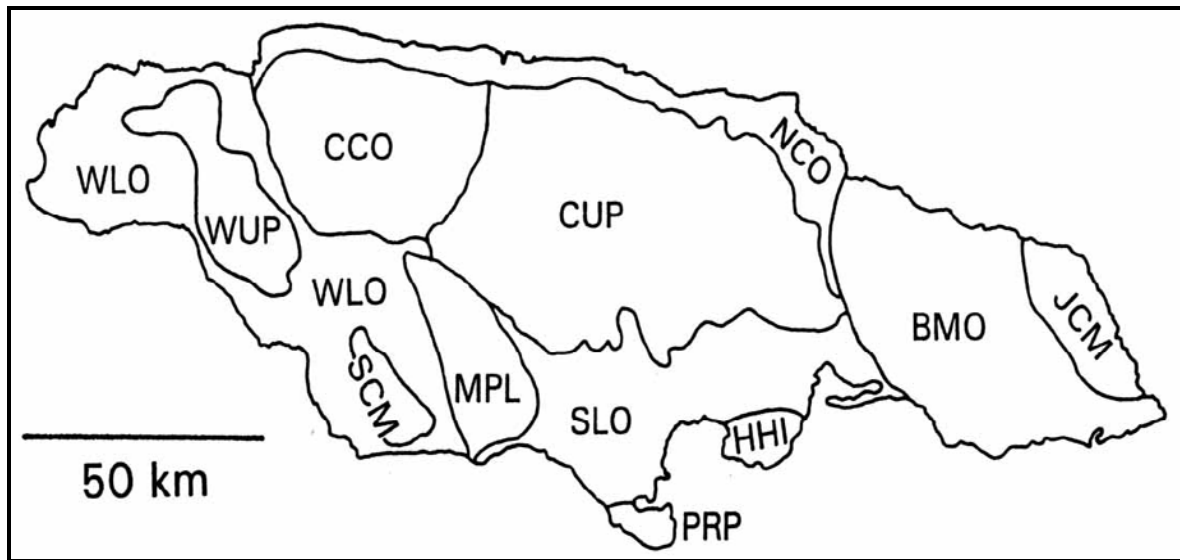 CCO
NCO
WLO
WUP
CUP
WLO
BMO
JCM
SCM
MPL
SLO
HHI
50 km
PRP